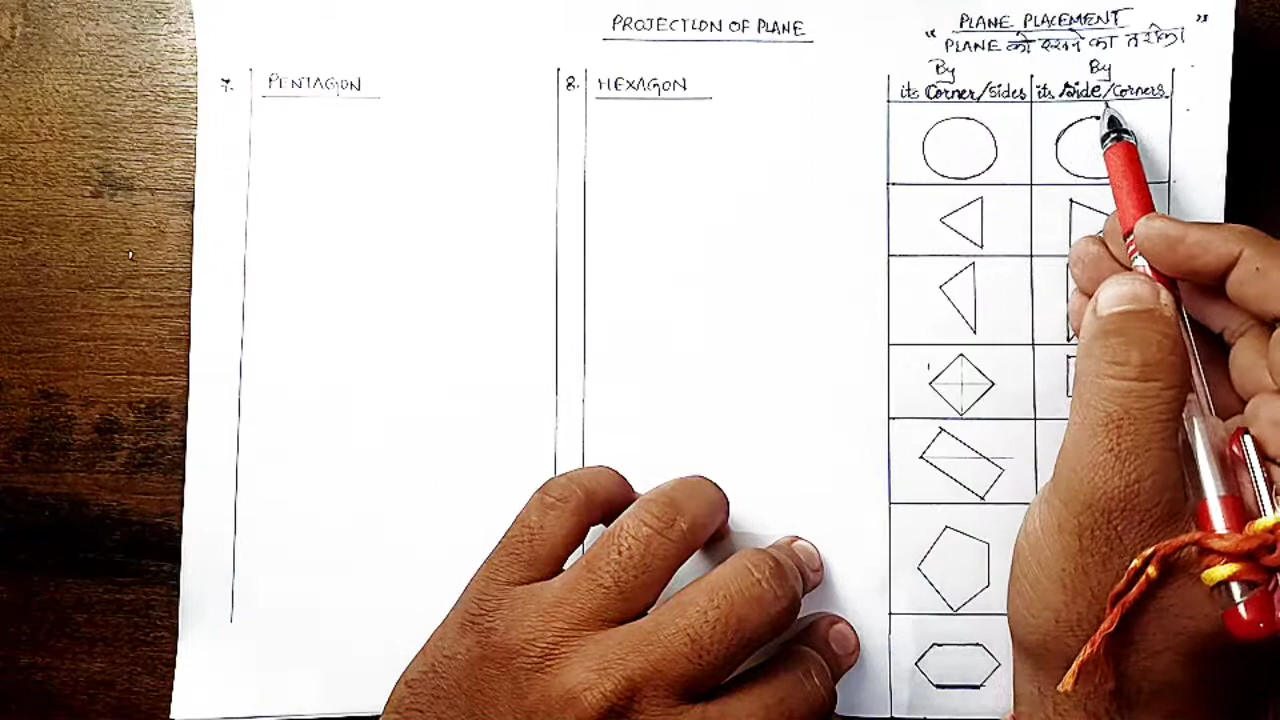 PROJECTION OF PLANE
PLANE PLACEMENT
“ PLANE को रखने का तरीका ”
7. PENTAGON
8. HEXAGON
By
its Corner/Sides
By
its Side/Corners